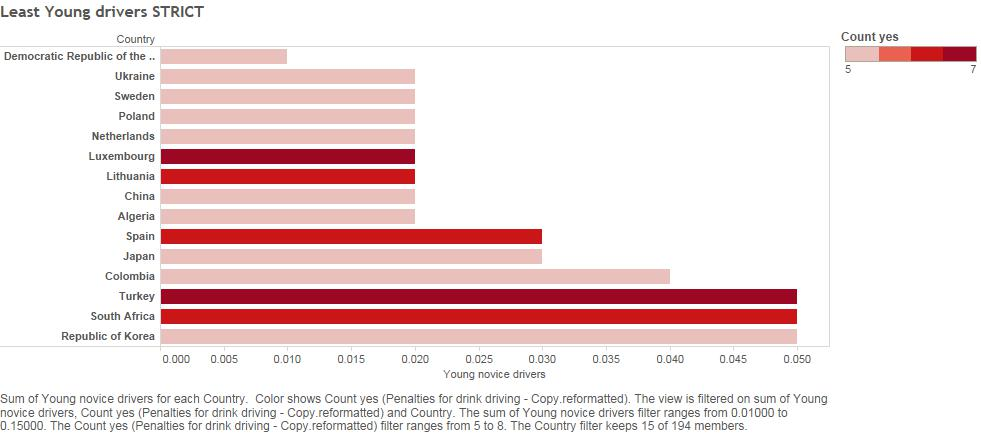 Least Young drivers STRICT
Country
Count yes
5 7
Democratic Republic of the ..
Ukraine
Sweden
Poland
Netherlands
Luxembourg
Lithuania
China
Algeria
Spain
Japan
Colombia
Turkey
South Africa
Republic of Korea
0.000 0.005 0.010 0.015 0.020 0.025 0.030 0.035 0.040 0.045 0.050
Young novice drivers
Sum of Young novice drivers for each Country.  Color shows Count yes (Penalties for drink driving - Copy.reformatted). The view is filtered on sum of Young
novice drivers, Count yes (Penalties for drink driving - Copy.reformatted) and Country. The sum of Young novice drivers filter ranges from 0.01000 to
0.15000. The Count yes (Penalties for drink driving - Copy.reformatted) filter ranges from 5 to 8. The Country filter keeps 15 of 194 members.